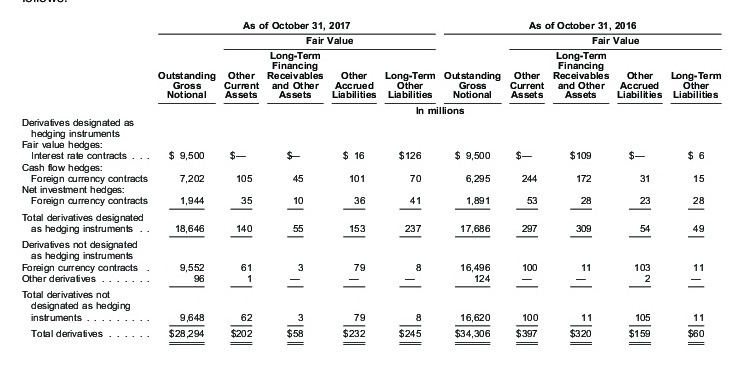 follows:
As of October 31, 2017 As of October 31, 2016
Fair Value Fair Value
Long-Term Long-Term
Financing Financing
Outstanding Other Receivables Other Long-Term Outstanding Other Receivables Other Long-Term
Gross Current and Other Accrued Other Gross Current and Other Accrued Other
Notional Assets Assets Liabilities Liabilities Notional Assets Assets Liabilities Liabilities
In millions
Derivatives designated as
hedging instruments
Fair value hedges:
Interest rate contracts . . . $ 9,500 $— $— $ 16 $126 $ 9,500 $— $109 $— $ 6
Cash flow hedges:
Foreign currency contracts 7,202 105 45 101 70 6,295 244 172 31 15
Net investment hedges:
Foreign currency contracts 1,944 35 10 36 41 1,891 53 28 23 28
Total derivatives designated
as hedging instruments . . 18,646 140 55 153 237 17,686 297 309 54 49
Derivatives not designated
as hedging instruments
Foreign currency contracts . 9,552 61 3 79 8 16,496 100 11 103 11
Other derivatives . . . . . . . 96 1 — — — 124 — — 2 —
Total derivatives not
designated as hedging
instruments . . . . . . . . . 9,648 62 3 79 8 16,620 100 11 105 11
Total derivatives . . . . . . $28,294 $202 $58 $232 $245 $34,306 $397 $320 $159 $60